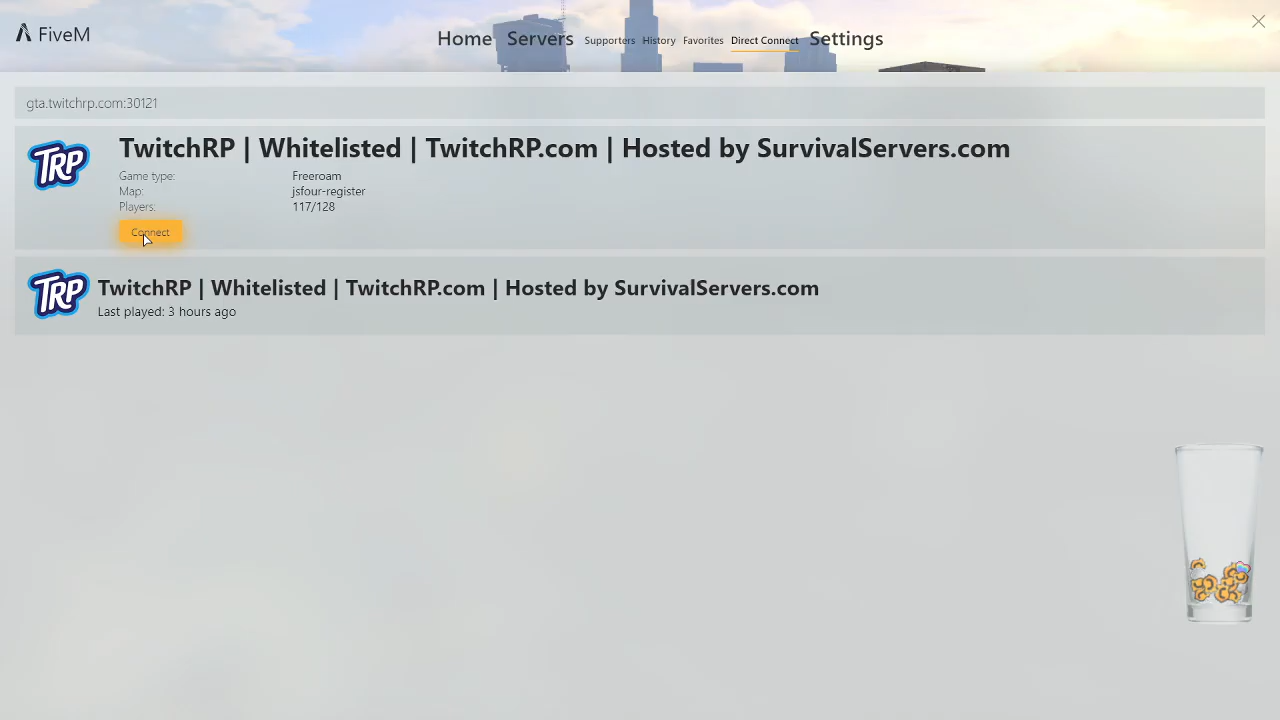 FiveM
Home Servers Supporters History Favorites Direct Connect Settings
gta.twitchrp.com:30121
TRP
TwitchRP | Whitelisted | TwitchRP.com | Hosted by SurvivalServers.com
Game type: Freeroam
Map: jsfour-register
Players: 117/128
Connect
TRP
TwitchRP | Whitelisted | TwitchRP.com | Hosted by SurvivalServers.com
Last played: 3 hours ago